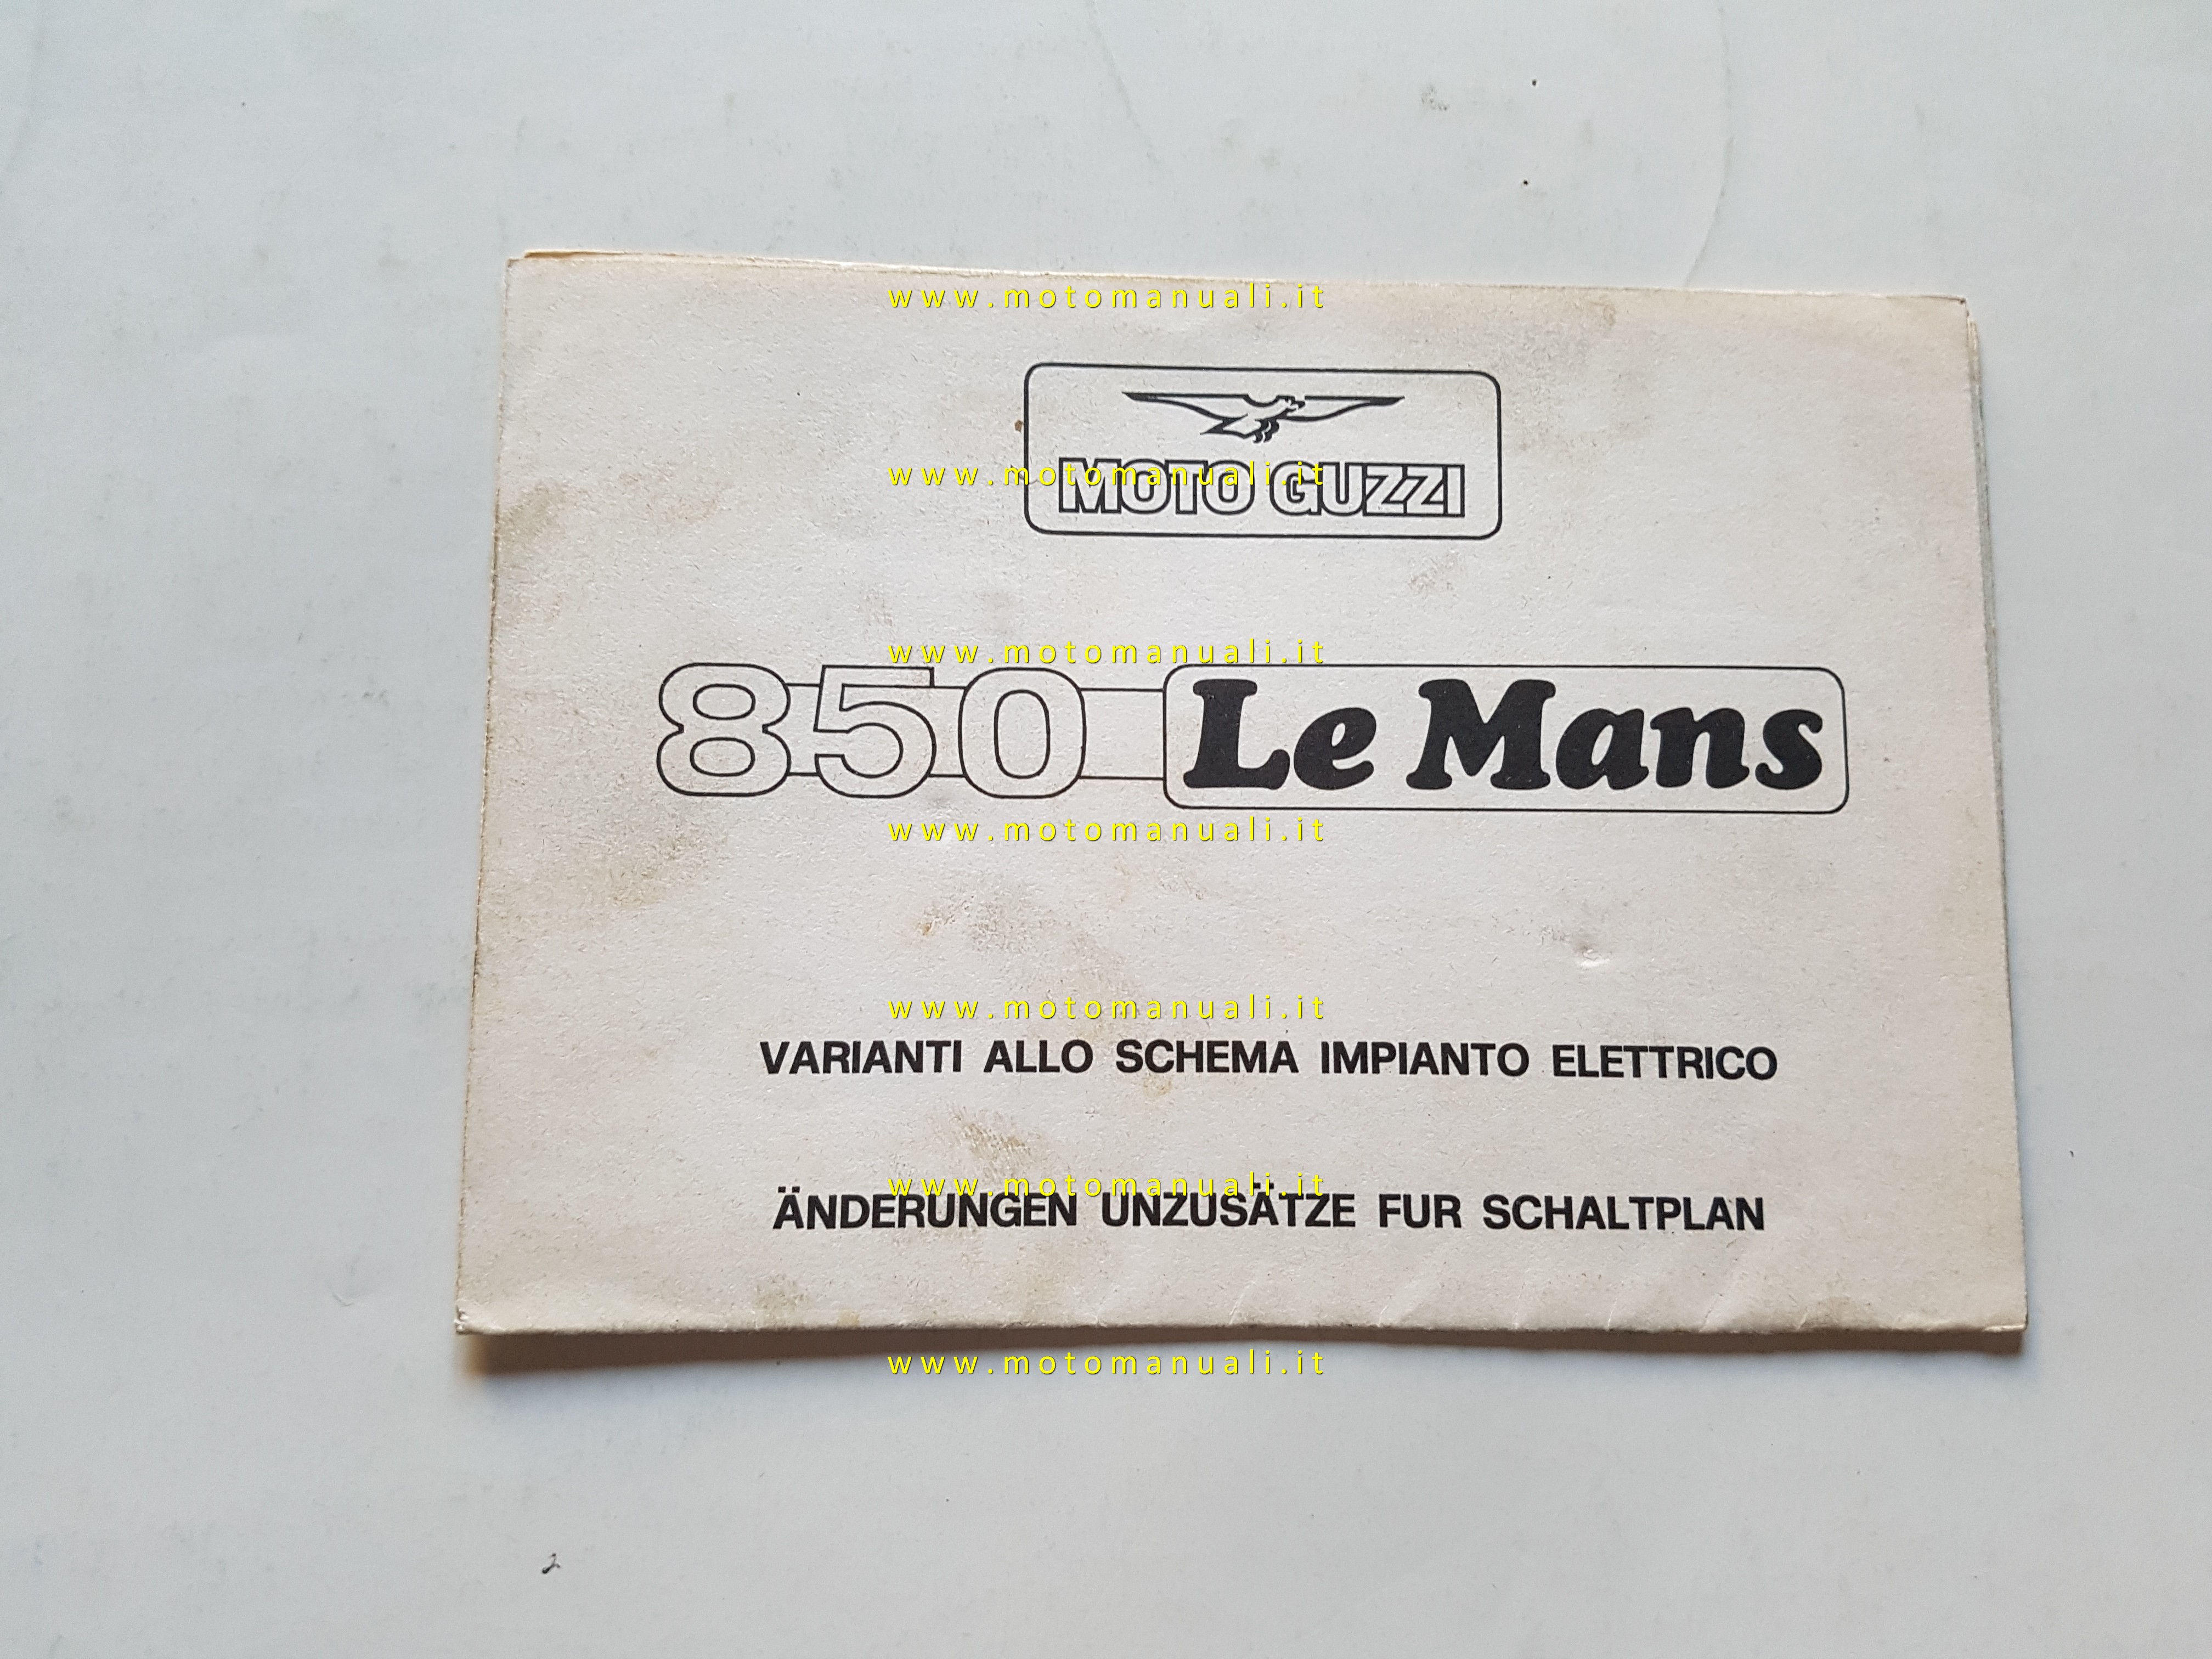 www.motomanuali.it
MOTO GUZZI
www.motomanuali.it
www.motomanuali.it
850 Le Mans
www.motomanuali.it
www.motomanuali.it
VARIANTI ALLO SCHEMA IMPIANTO ELETTRICO
www.motomanuali.it
ÄNDERUNGEN UNZUSÄTZE FUR SCHALTPLAN
www.motomanuali.it